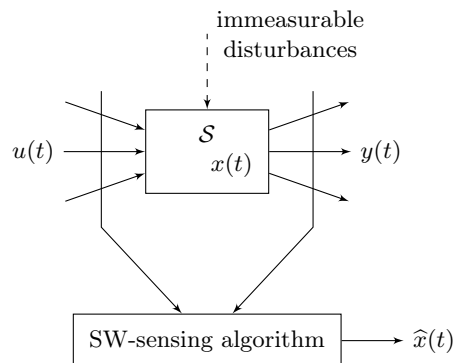 immeasurable
disturbances
𝒮
u(t)
x(t)
y(t)
SW-sensing algorithm
x̂(t)